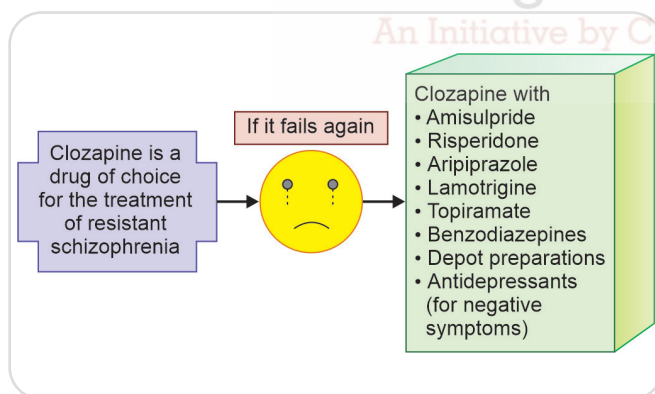 An Initiative by C
Clozapine is a
drug of choice
for the treatment
of resistant
schizophrenia
If it fails again
Clozapine with
• Amisulpride
• Risperidone
• Aripiprazole
• Lamotrigine
• Topiramate
• Benzodiazepines
• Depot preparations
• Antidepressants
(for negative
symptoms)